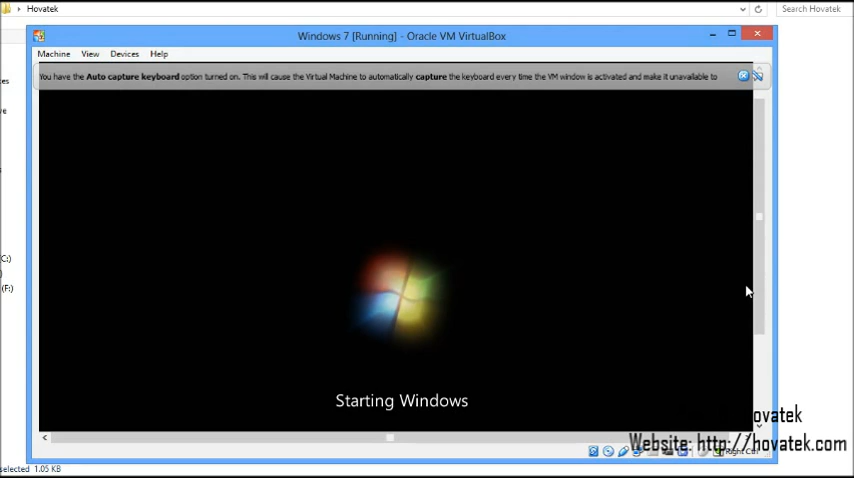 Hovatek
Search Hovatek
Windows 7 [Running] - Oracle VM VirtualBox
Machine View Devices Help
You have the Auto capture keyboard option turned on. This will cause the Virtual Machine to automatically capture the keyboard every time the VM window is activated and make it unavailable to
(C:)
(F:)
Starting Windows
ovatek
Website: http://hovatek.com
Right Ctrl
selected 1.05 KB